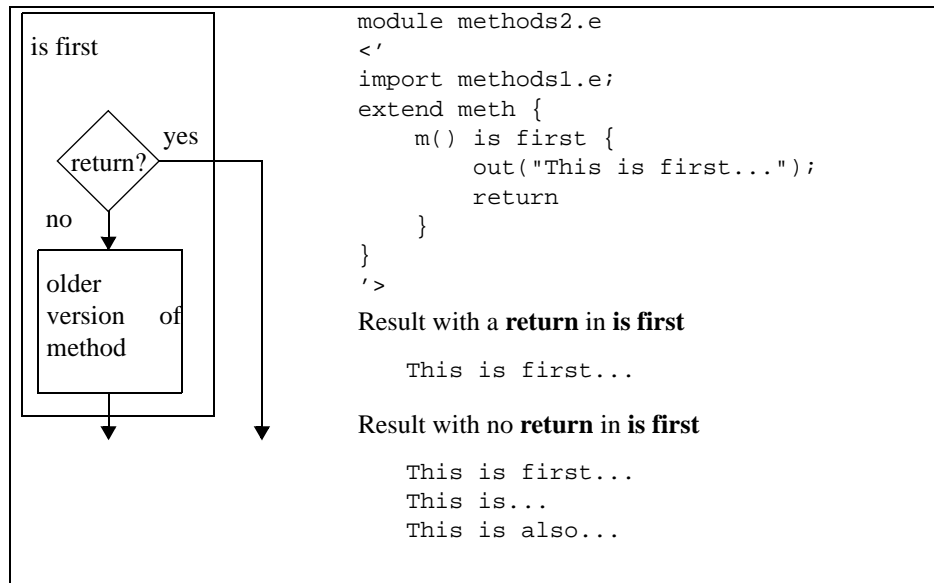 is first
return?
yes
no
older
version of
method
module methods2.e
<’
import methods1.e;
extend meth {
    m() is first {
        out("This is first...");
        return
    }
}
’>
Result with a return in is first
This is first...
Result with no return in is first
This is first...
This is...
This is also...